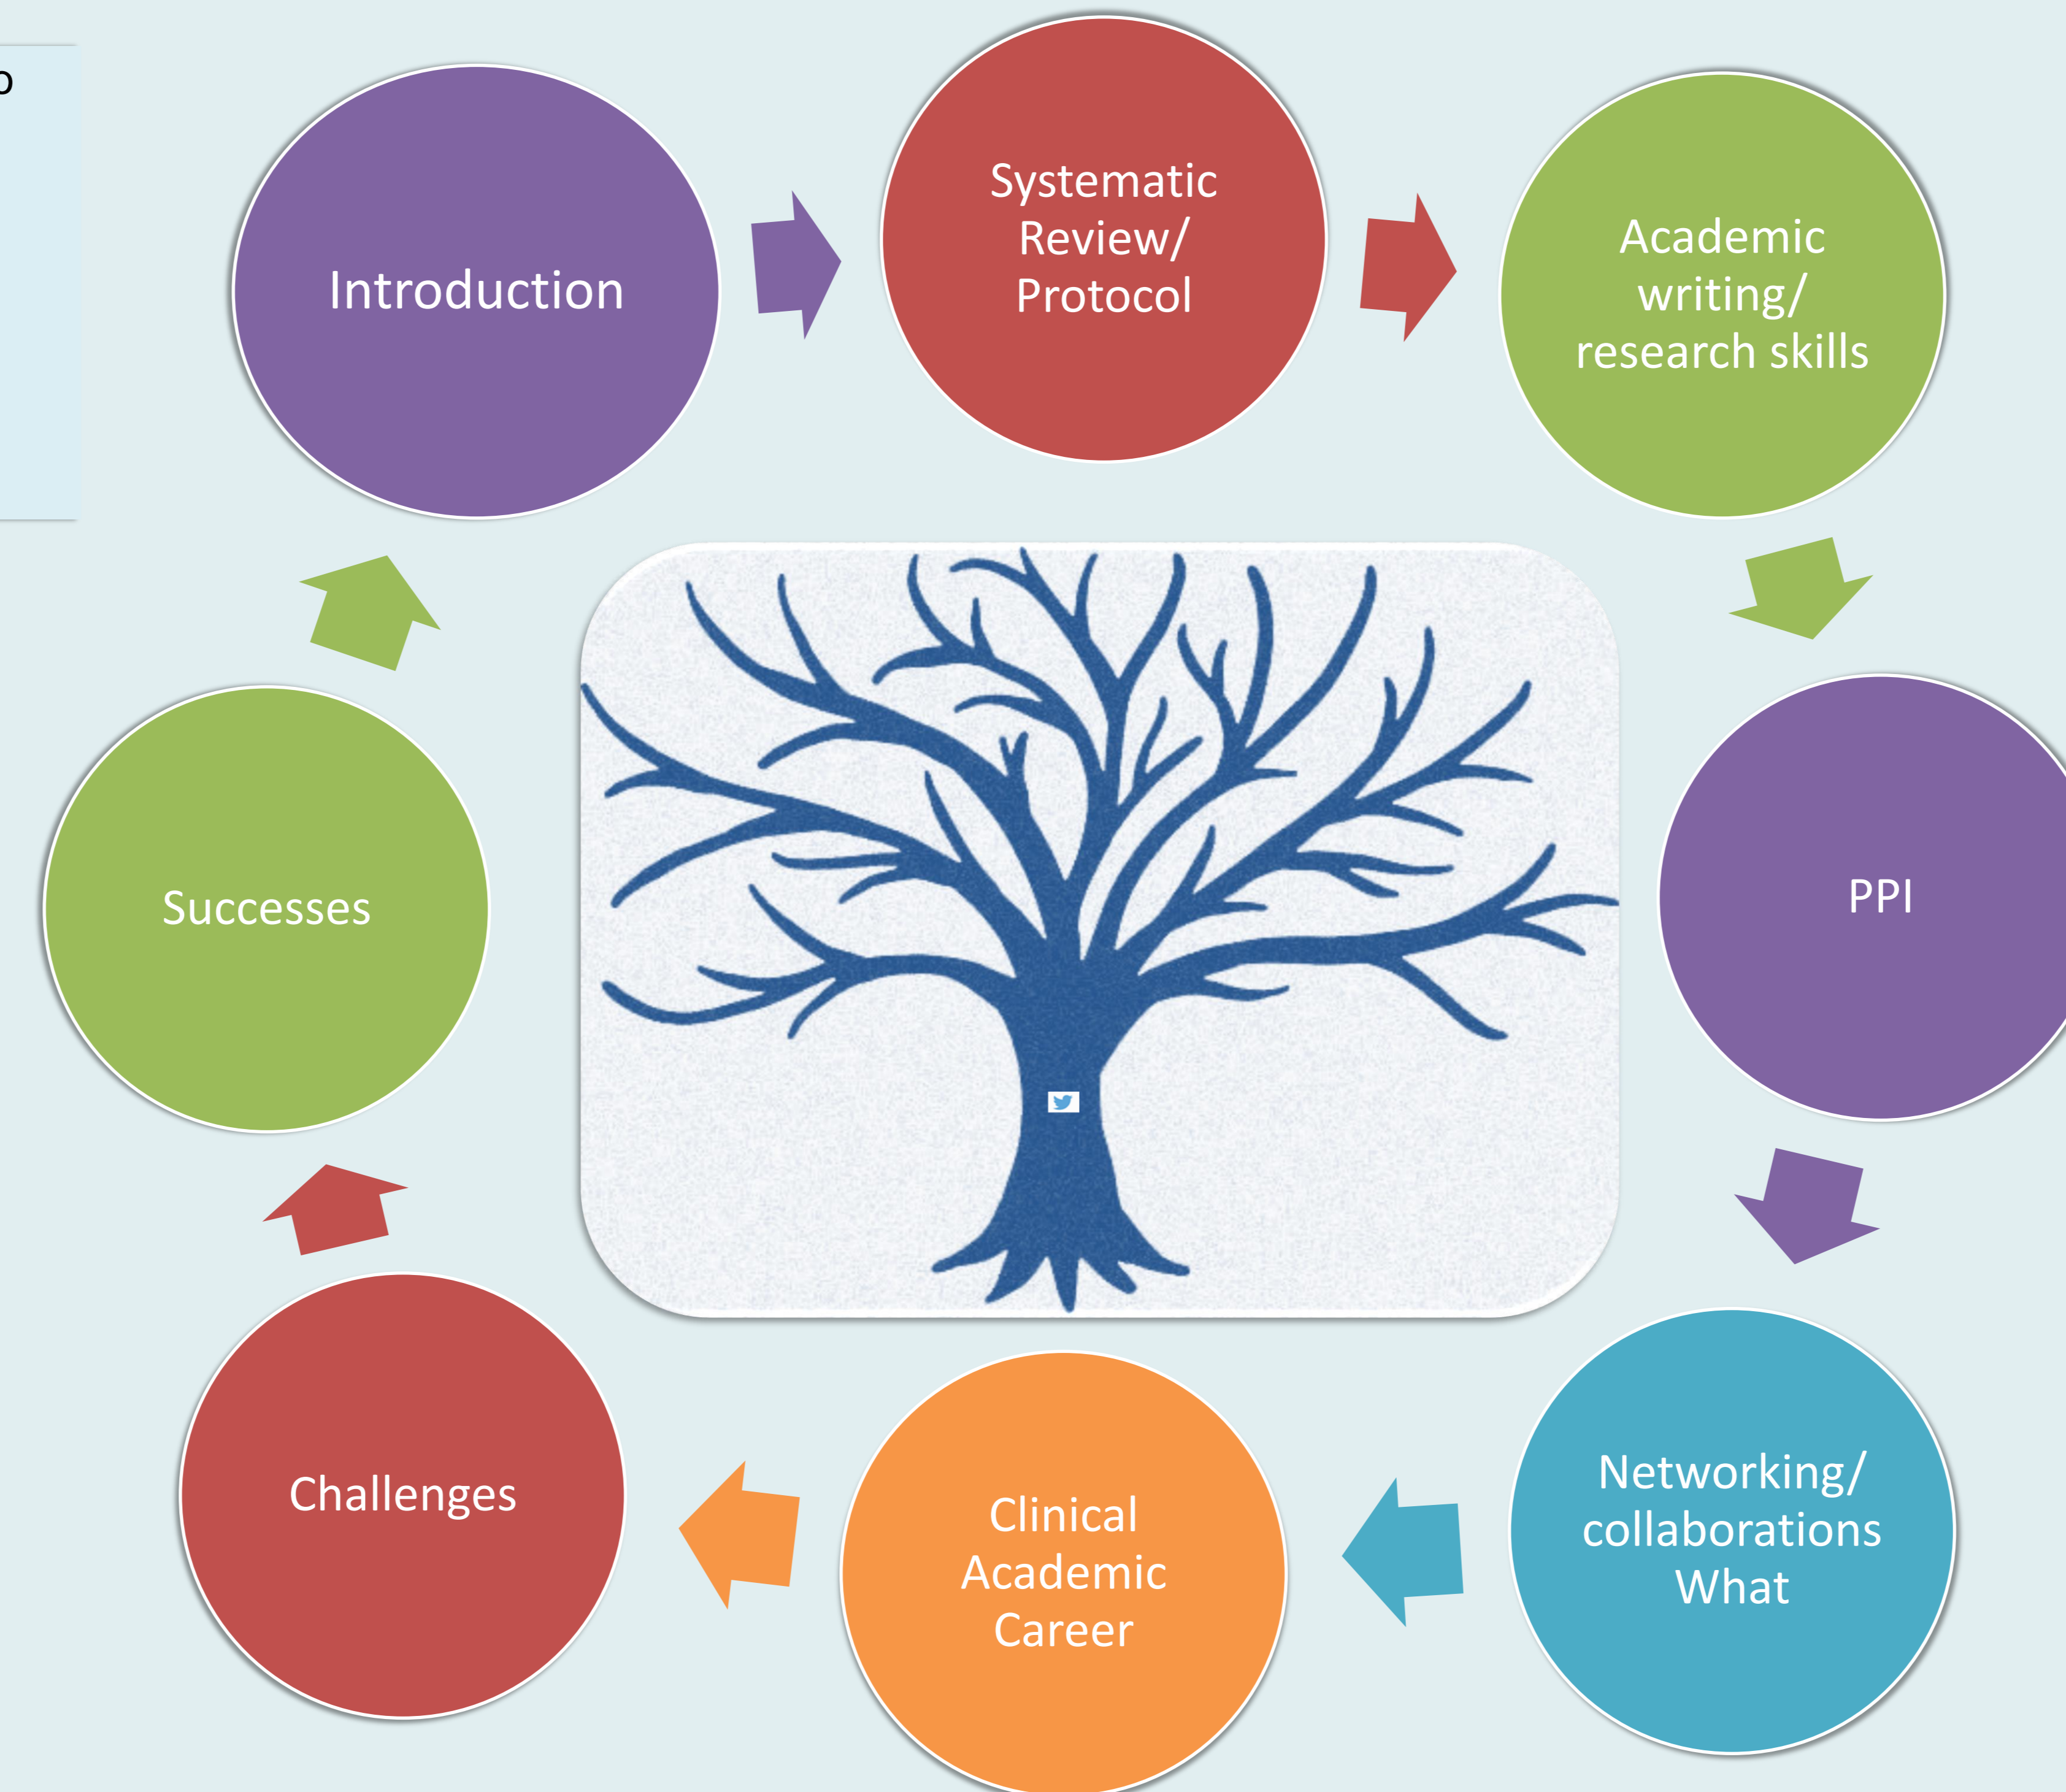 Introduction
Systematic
Review/
Protocol
Academic
writing/
research skills
PPI
Networking/
collaborations
What
Clinical
Academic
Career
Challenges
Successes